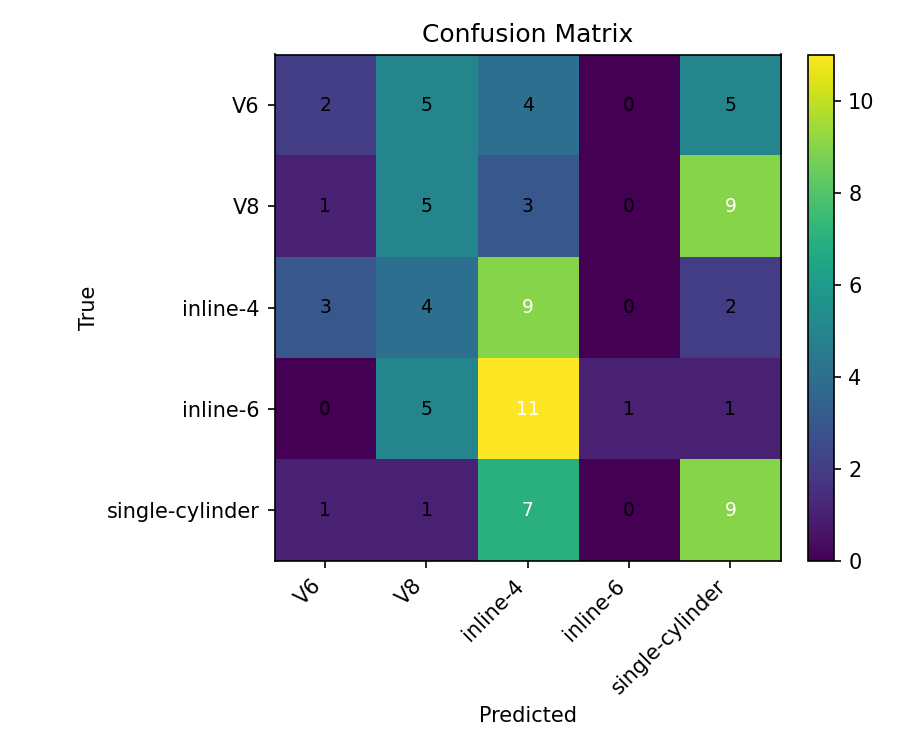 Confusion Matrix
V6 2 5 4 0 5
V8 1 5 3 0 9
inline-4 3 4 9 0 2
inline-6 0 5 11 1 1
single-cylinder 1 1 7 0 9
True
V6 V8 inline-4 inline-6 single-cylinder
Predicted
10
8
6
4
2
0